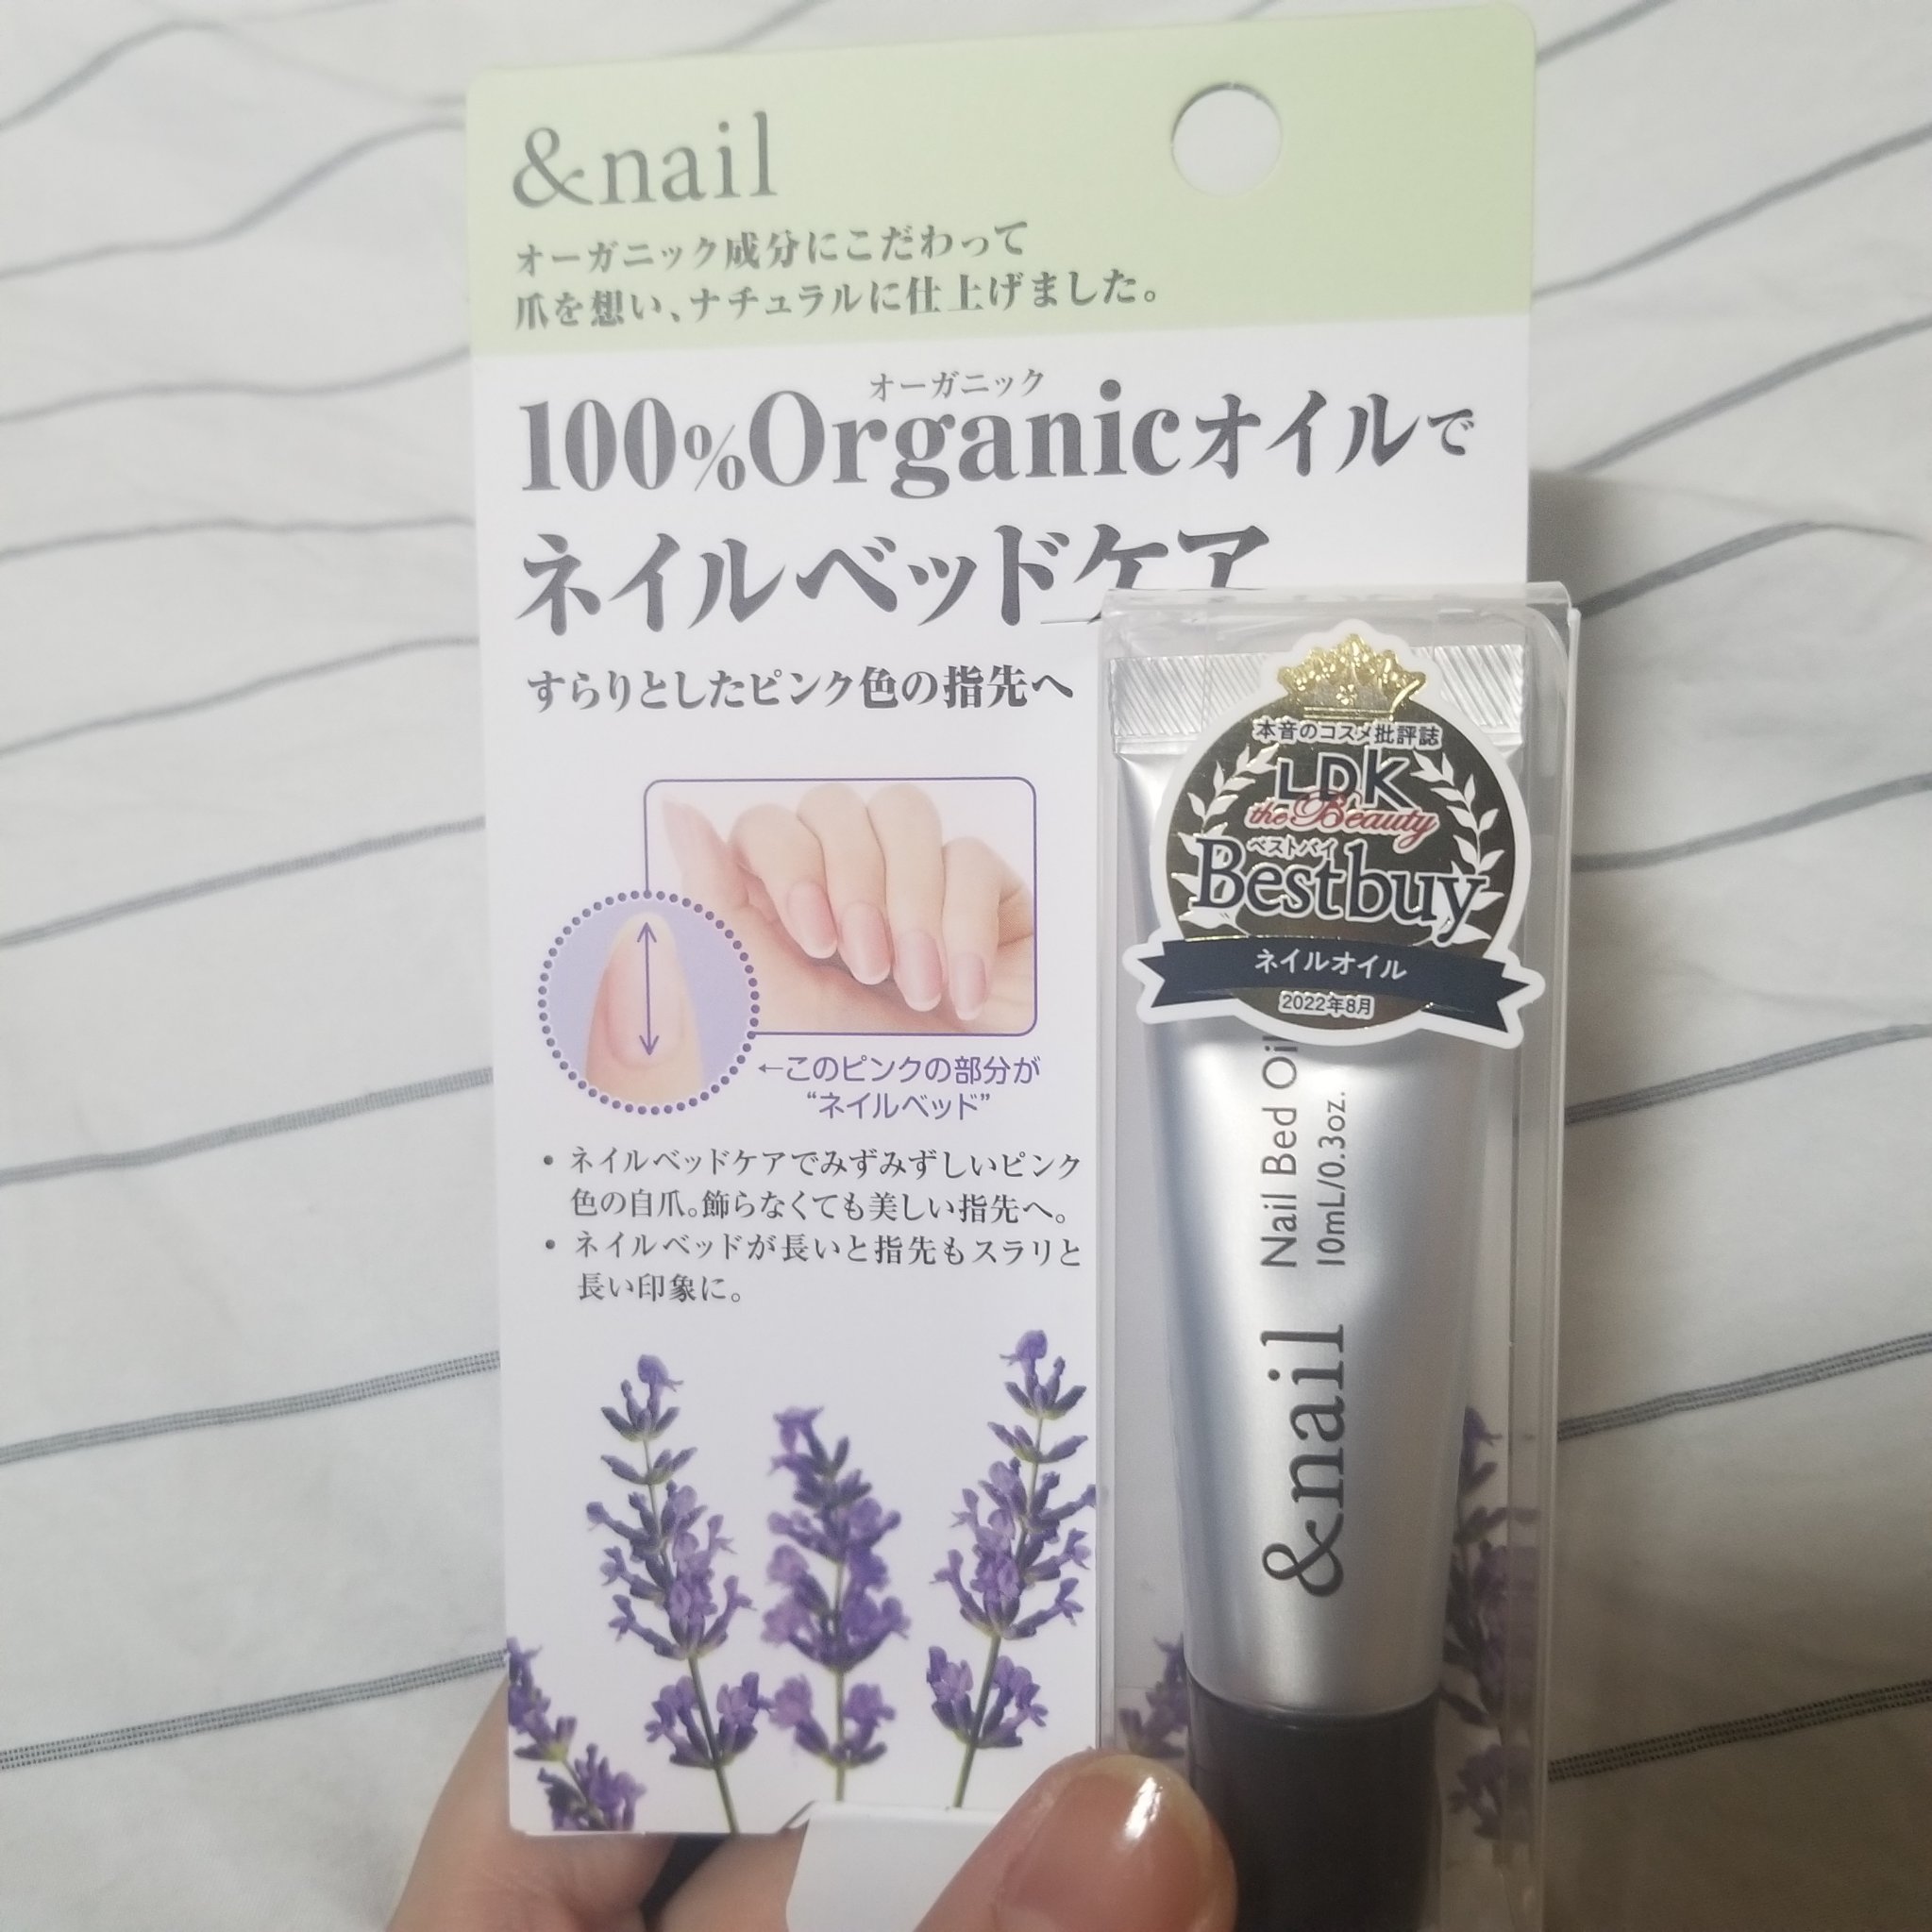 &nail
オーガニック成分にこだわって
爪を想い、ナチュラルに仕上げました。
オーガニック
100%Organicオイルで
ネイルベッドケア
すらりとしたピンク色の指先へ
←このピンクの部分が
“ネイルベッド”
・ネイルベッドケアでみずみずしいピンク
色の自爪。飾らなくても美しい指先へ。
・ネイルベッドが長いと指先もスラリと
長い印象に。
本音のコスメ批評誌
LDK
the Beauty
ベストバイ
Bestbuy
ネイルオイル
2022年8月
&nail Nail Bed Oil
10mL/0.3oz.